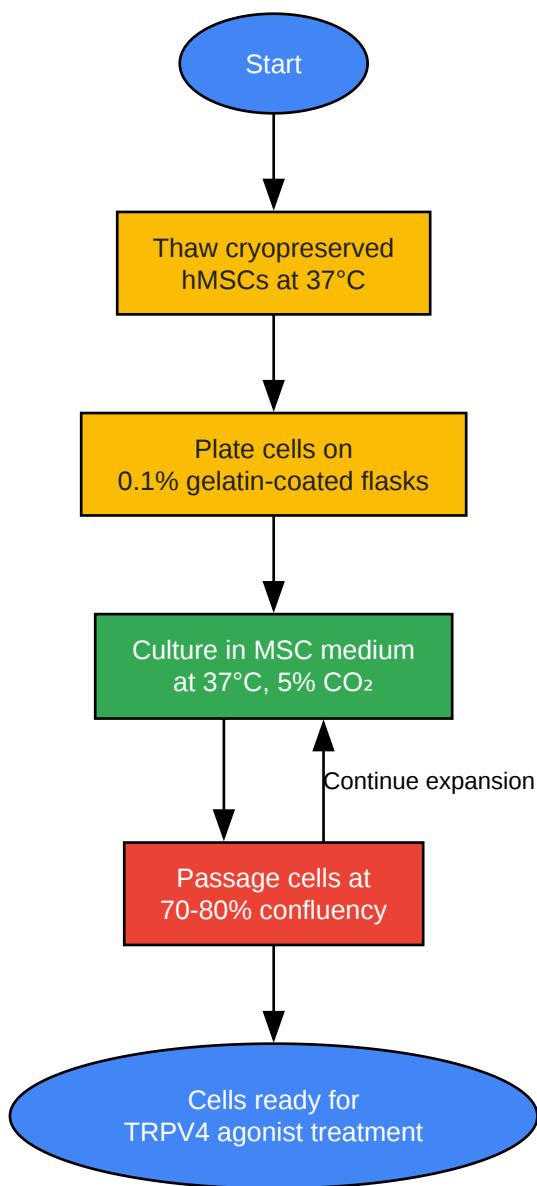 Start
Thaw cryopreserved
hMSCs at 37°C
Plate cells on
0.1% gelatin-coated flasks
Culture in MSC medium
at 37°C, 5% CO₂
Continue expansion
Passage cells at
70-80% confluency
Cells ready for
TRPV4 agonist treatment